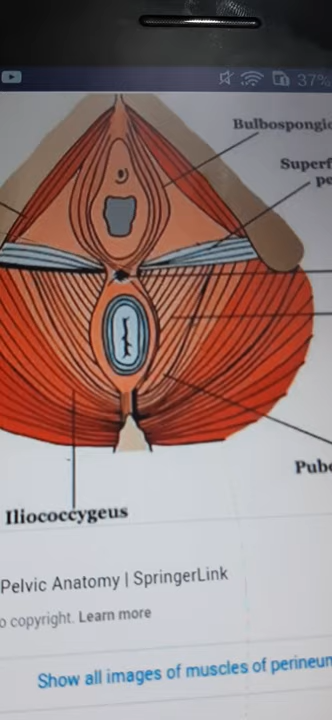 37%
Bulbospongio
Superf
pe
Pubo
Iliococcygeus
Pelvic Anatomy | SpringerLink
o copyright. Learn more
Show all images of muscles of perineum